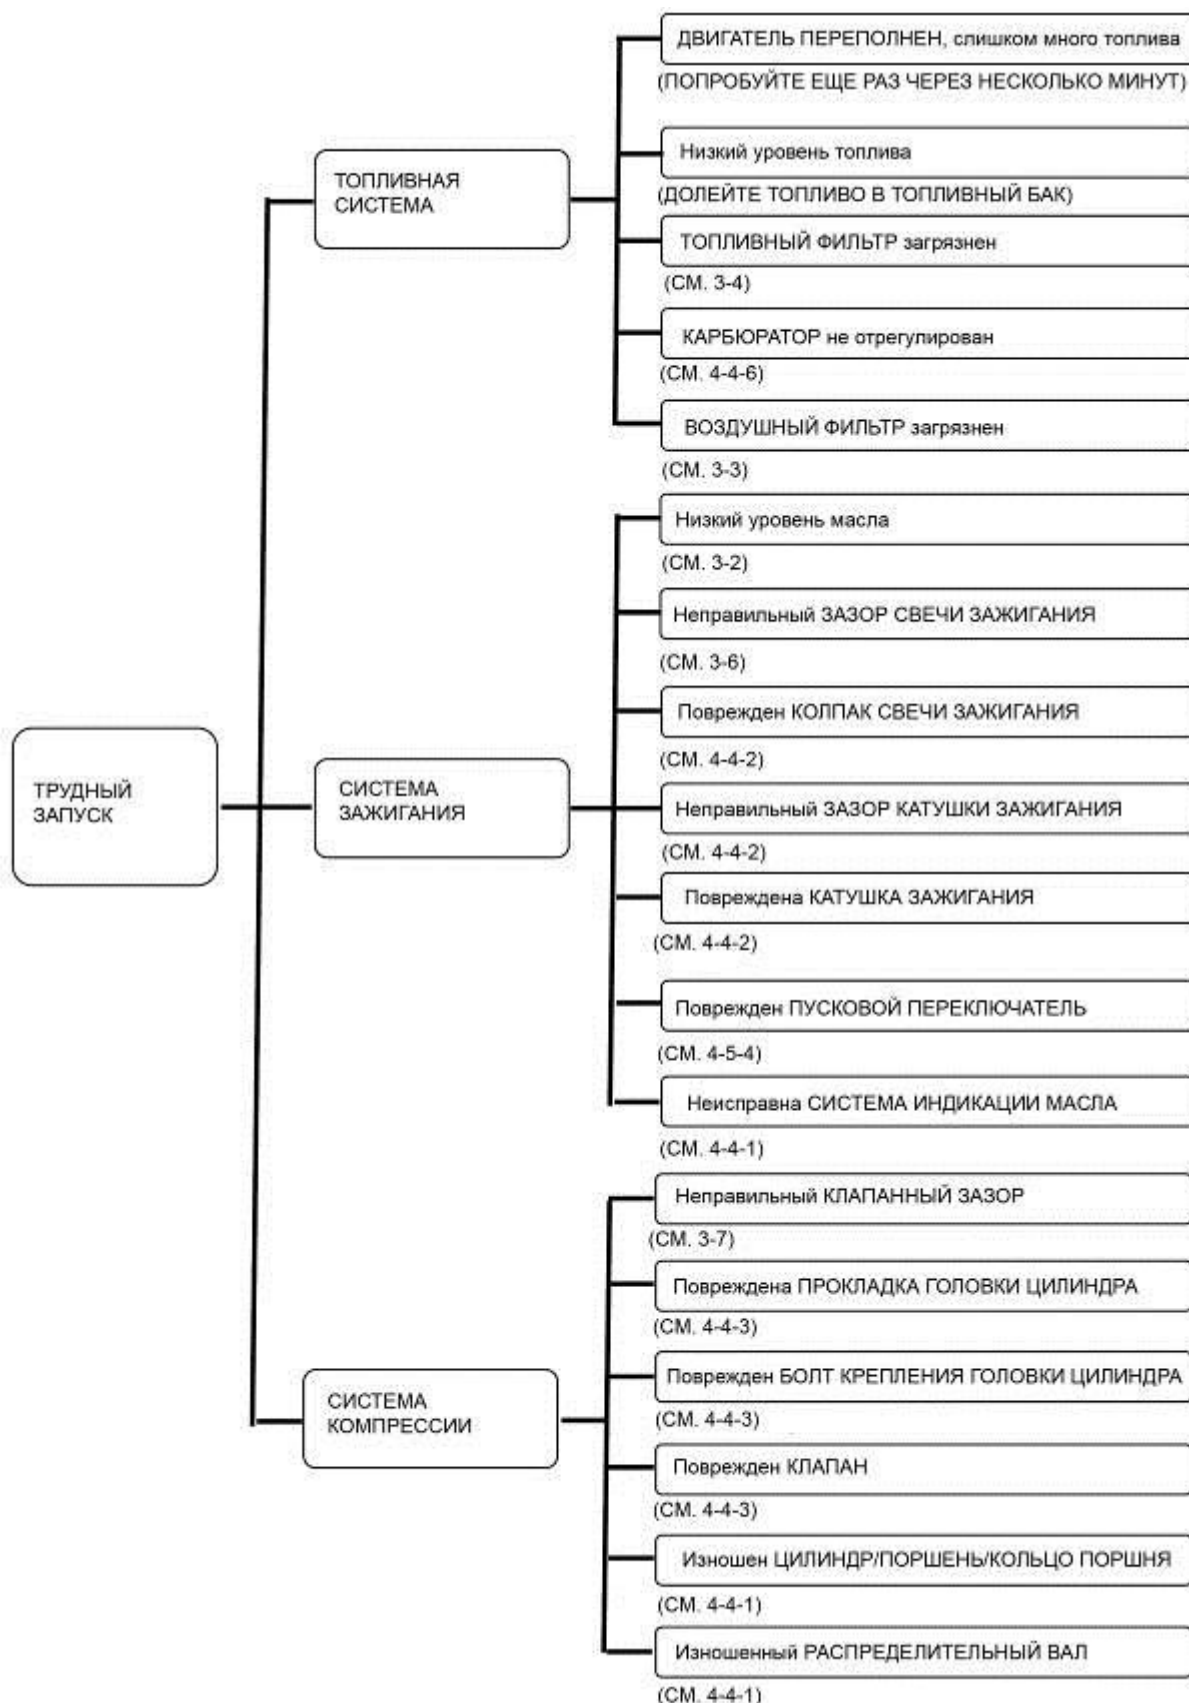 ДВИГАТЕЛЬ ПЕРЕПОЛНЕН, слишком много топлива
(ПОПРОБУЙТЕ ЕЩЕ РАЗ ЧЕРЕЗ НЕСКОЛЬКО МИНУТ)
Низкий уровень топлива
(ДОЛЕЙТЕ ТОПЛИВО В ТОПЛИВНЫЙ БАК)
ТОПЛИВНАЯ
СИСТЕМА
ТОПЛИВНЫЙ ФИЛЬТР загрязнен
(СМ. 3-4)
КАРБЮРАТОР не отрегулирован
(СМ. 4-4-6)
ВОЗДУШНЫЙ ФИЛЬТР загрязнен
(СМ. 3-3)
Низкий уровень масла
(СМ. 3-2)
Неправильный ЗАЗОР СВЕЧИ ЗАЖИГАНИЯ
(СМ. 3-6)
Поврежден КОЛПАК СВЕЧИ ЗАЖИГАНИЯ
(СМ. 4-4-2)
ТРУДНЫЙ
ЗАПУСК
СИСТЕМА
ЗАЖИГАНИЯ
Неправильный ЗАЗОР КАТУШКИ ЗАЖИГАНИЯ
(СМ. 4-4-2)
Повреждена КАТУШКА ЗАЖИГАНИЯ
(СМ. 4-4-2)
Поврежден ПУСКОВОЙ ПЕРЕКЛЮЧАТЕЛЬ
(СМ. 4-5-4)
Неисправна СИСТЕМА ИНДИКАЦИИ МАСЛА
(СМ. 4-4-1)
Неправильный КЛАПАННЫЙ ЗАЗОР
(СМ. 3-7)
Повреждена ПРОКЛАДКА ГОЛОВКИ ЦИЛИНДРА
(СМ. 4-4-3)
Поврежден БОЛТ КРЕПЛЕНИЯ ГОЛОВКИ ЦИЛИНДРА
(СМ. 4-4-3)
СИСТЕМА
КОМПРЕССИИ
Поврежден КЛАПАН
(СМ. 4-4-3)
Изношен ЦИЛИНДР/ПОРШЕНЬ/КОЛЬЦО ПОРШНЯ
(СМ. 4-4-1)
Изношенный РАСПРЕДЕЛИТЕЛЬНЫЙ ВАЛ
(СМ. 4-4-1)